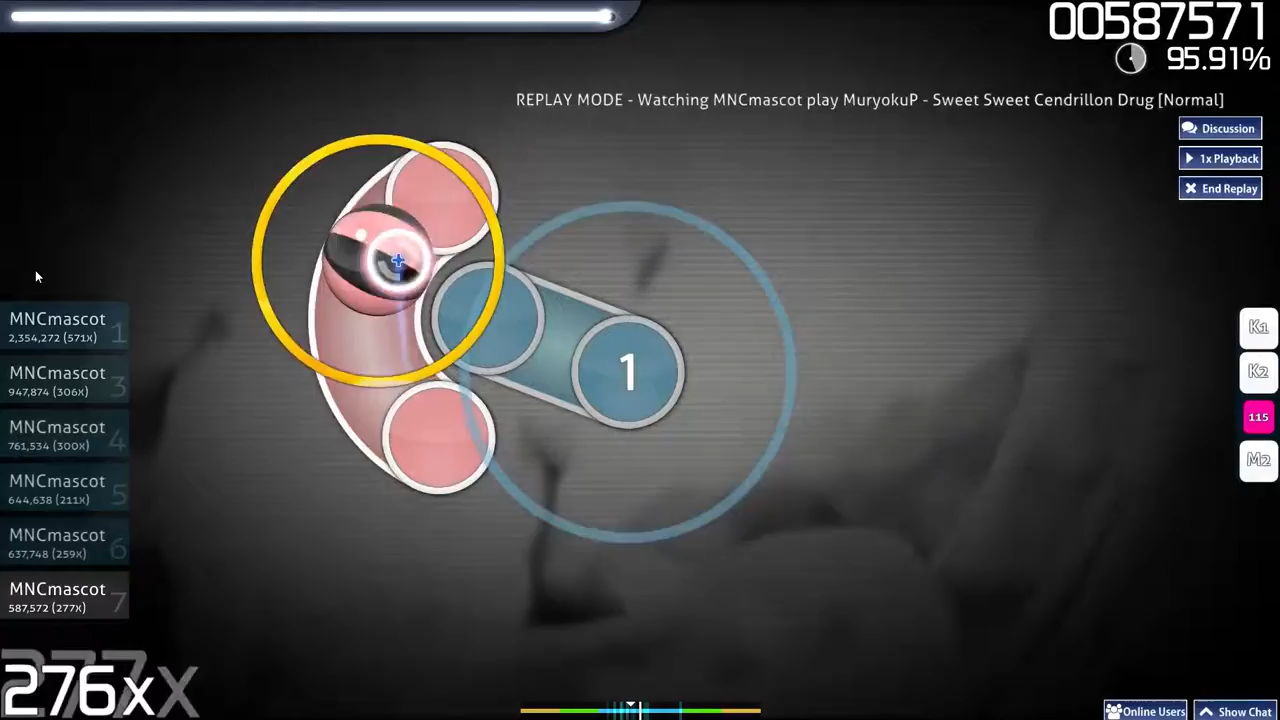 00587571
95.91%
REPLAY MODE - Watching MNCmascot play MuryokuP - Sweet Sweet Cendrillon Drug [Normal]
Discussion
1x Playback
End Replay
1
MNCmascot
2,354,272 (571x) 1
MNCmascot
947,874 (306x) 3
MNCmascot
761,534 (300x) 4
MNCmascot
644,638 (211x) 5
MNCmascot
637,748 (259x) 6
MNCmascot
587,572 (277x) 7
K1
K2
115
M2
277x
276x
Online Users
Show Chat